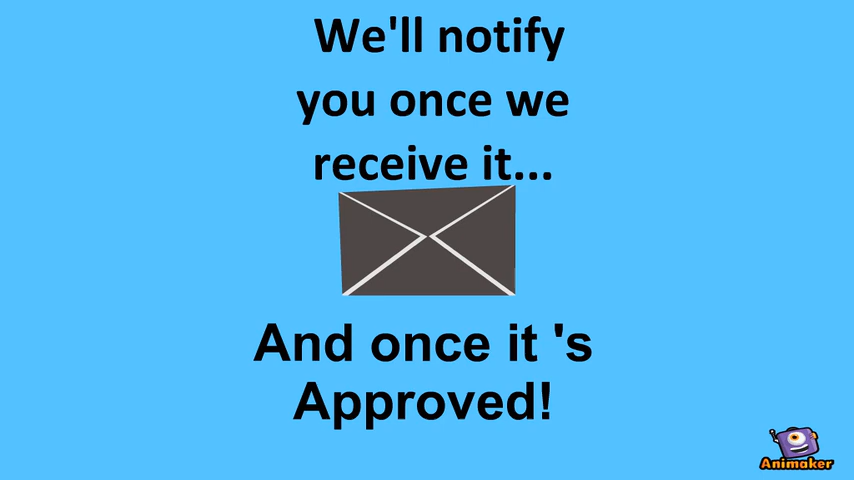 We'll notify
you once we
receive it...
And once it 's
Approved!
Animaker